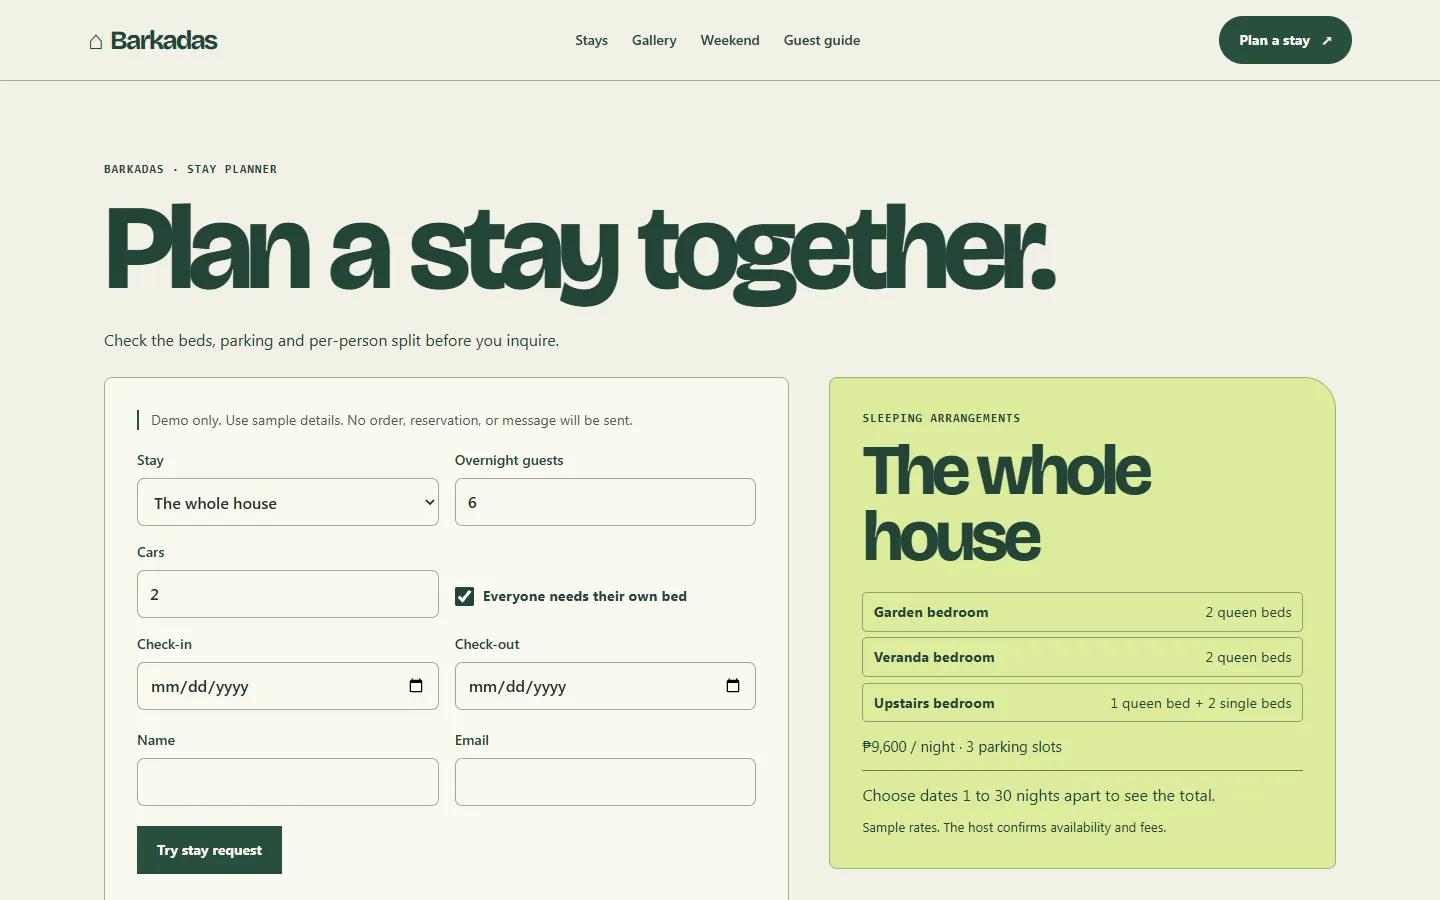 ⌂ Barkadas
Stays Gallery Weekend Guest guide
Plan a stay ↗
BARKADAS · STAY PLANNER
Plan a stay together.
Check the beds, parking and per-person split before you inquire.
Demo only. Use sample details. No order, reservation, or message will be sent.
Stay
The whole house
Overnight guests
6
Cars
2
Everyone needs their own bed
Check-in
mm/dd/yyyy
Check-out
mm/dd/yyyy
Name
Email
Try stay request
SLEEPING ARRANGEMENTS
The whole
house
Garden bedroom 2 queen beds
Veranda bedroom 2 queen beds
Upstairs bedroom 1 queen bed + 2 single beds
₱9,600 / night · 3 parking slots
Choose dates 1 to 30 nights apart to see the total.
Sample rates. The host confirms availability and fees.